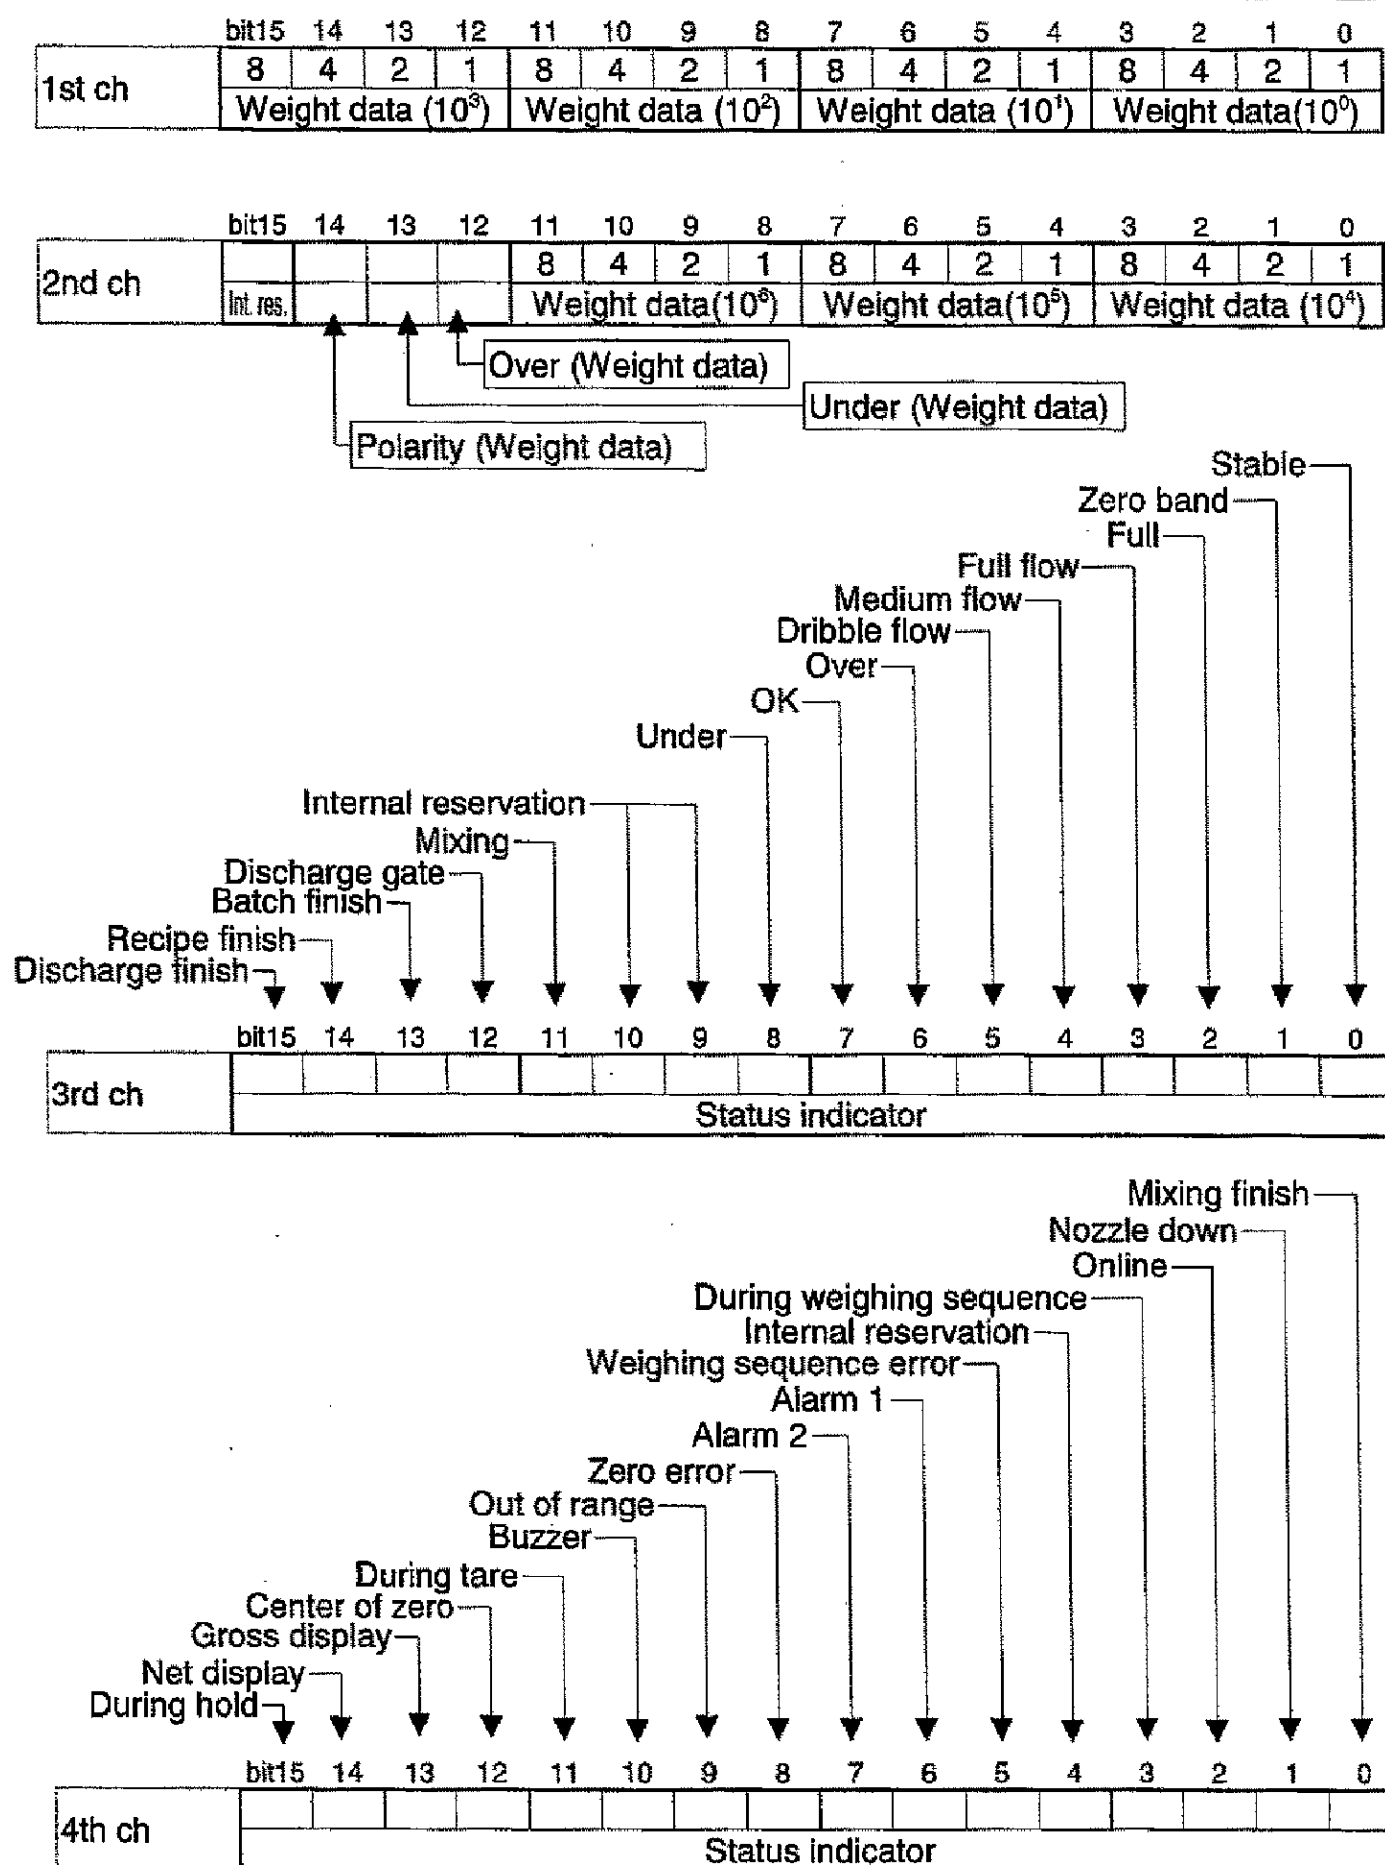 bit15 14 13 12 11 10 9 8 7 6 5 4 3 2 1 0
1st ch 8 4 2 1 8 4 2 1 8 4 2 1 8 4 2 1
Weight data (10³) Weight data (10²) Weight data (10¹) Weight data(10⁰)
bit15 14 13 12 11 10 9 8 7 6 5 4 3 2 1 0
2nd ch 8 4 2 1 8 4 2 1 8 4 2 1
Int. res. Weight data(10⁶) Weight data(10⁵) Weight data (10⁴)
Over (Weight data)
Under (Weight data)
Polarity (Weight data)
Stable
Zero band
Full
Full flow
Medium flow
Dribble flow
Over
OK
Under
Internal reservation
Mixing
Discharge gate
Batch finish
Recipe finish
Discharge finish
bit15 14 13 12 11 10 9 8 7 6 5 4 3 2 1 0
3rd ch
Status indicator
Mixing finish
Nozzle down
Online
During weighing sequence
Internal reservation
Weighing sequence error
Alarm 1
Alarm 2
Zero error
Out of range
Buzzer
During tare
Center of zero
Gross display
Net display
During hold
bit15 14 13 12 11 10 9 8 7 6 5 4 3 2 1 0
4th ch
Status indicator